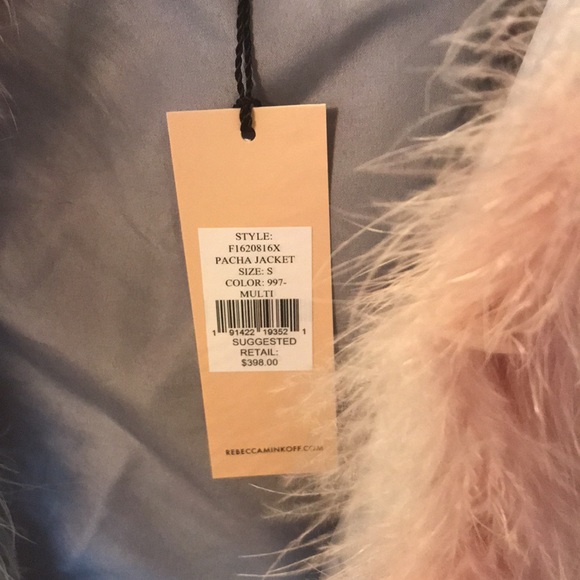 STYLE:
F1620816X
PACHA JACKET
SIZE: S
COLOR: 997-
MULTI
1 91422 19352 1
SUGGESTED
RETAIL:
$398.00
REBECCAMINKOFF.COM